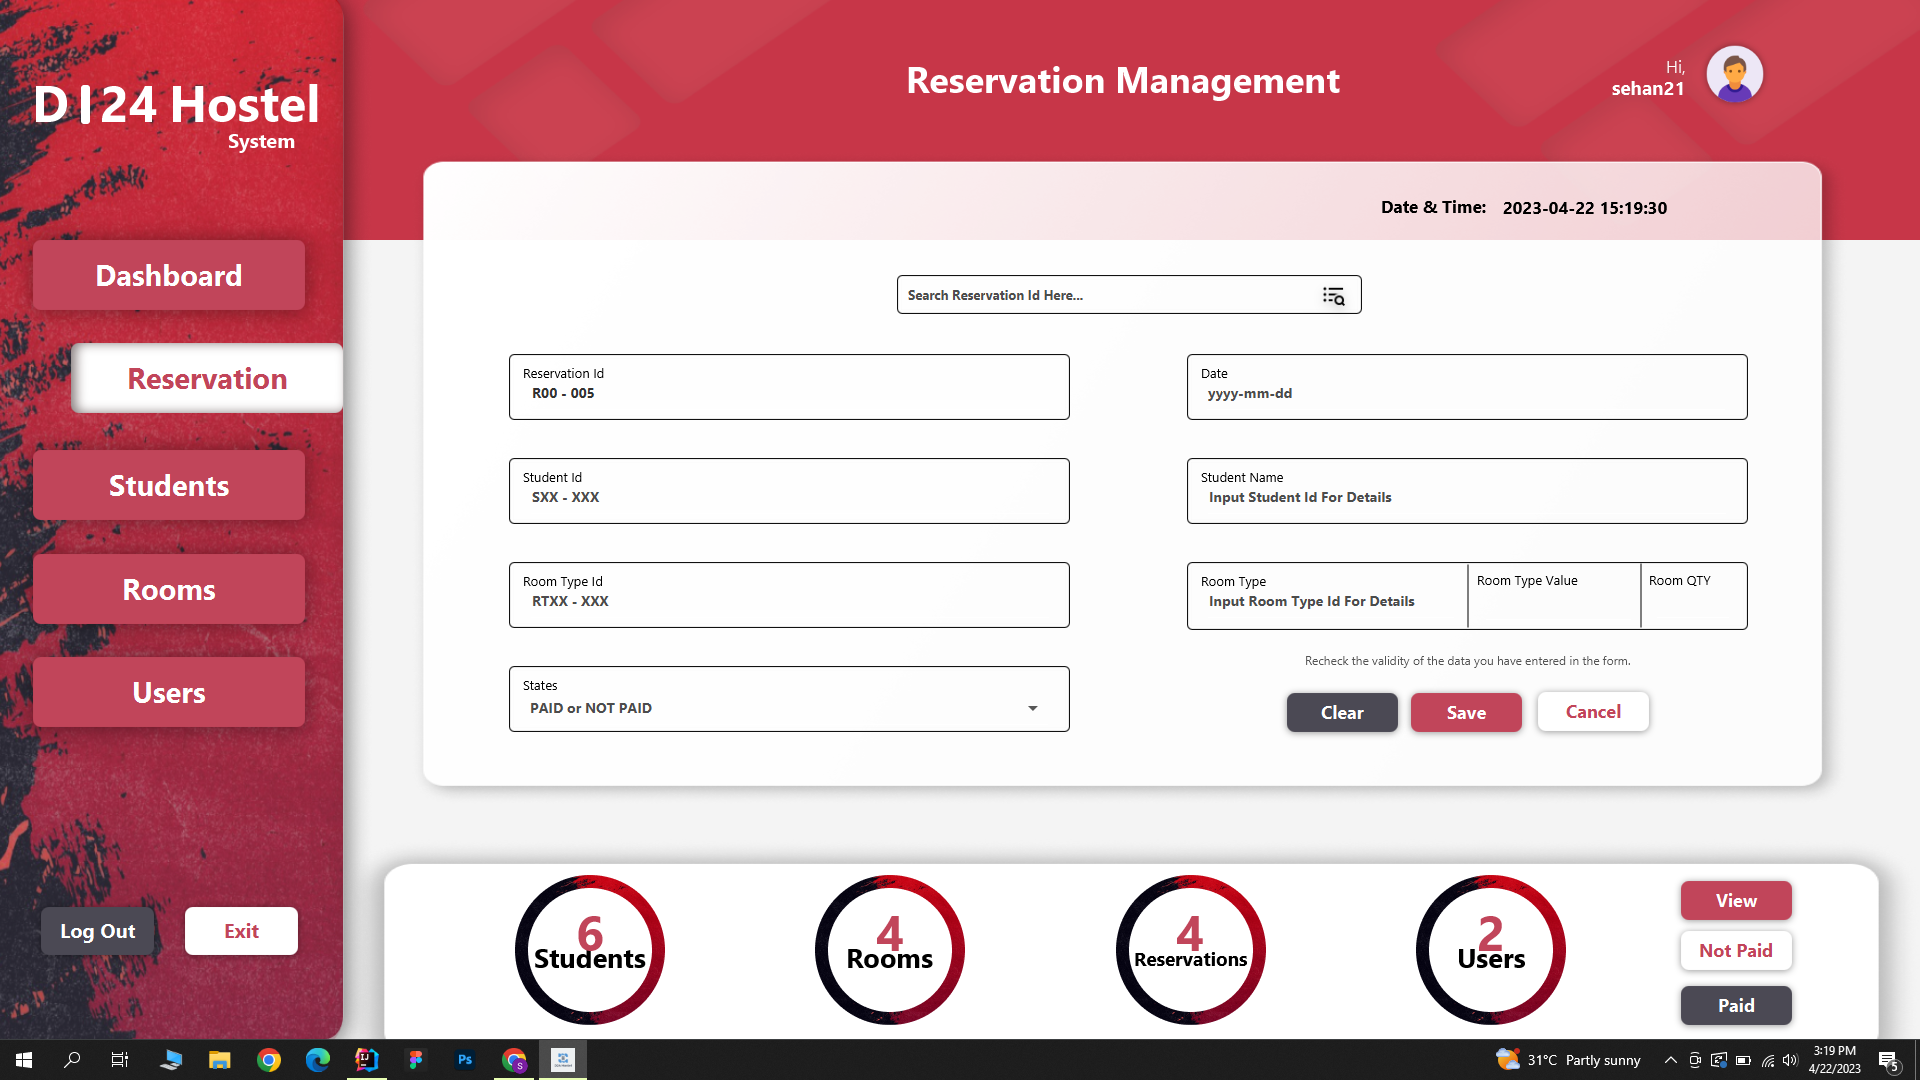 D|24 Hostel
System
Dashboard
Reservation
Students
Rooms
Users
Log Out
Exit
Reservation Management
Hi,
sehan21
Date & Time: 2023-04-22 15:19:30
Search Reservation Id Here...
Reservation Id
R00 - 005
Date
yyyy-mm-dd
Student Id
SXX - XXX
Student Name
Input Student Id For Details
Room Type Id
RTXX - XXX
Room Type
Input Room Type Id For Details
Room Type Value
Room QTY
States
PAID or NOT PAID
Recheck the validity of the data you have entered in the form.
Clear
Save
Cancel
6
Students
4
Rooms
4
Reservations
2
Users
View
Not Paid
Paid
IJ
Ps
S
31°C Partly sunny
3:19 PM
4/22/2023
5